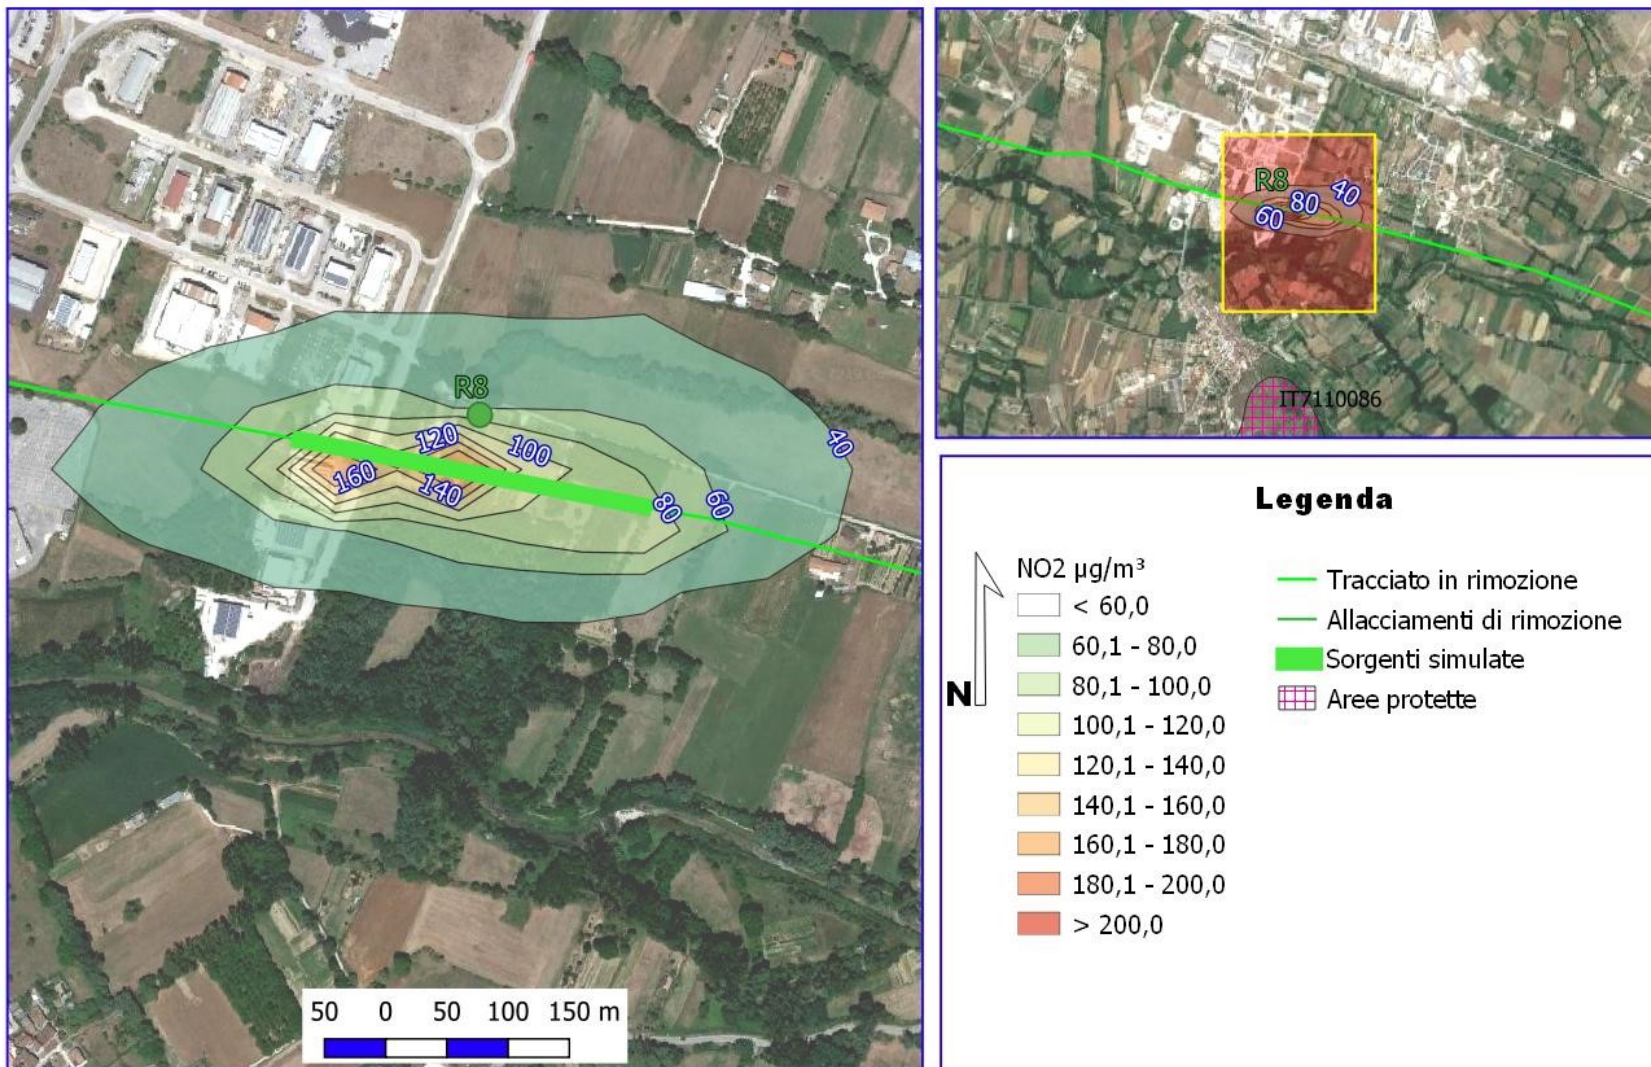 R8
120
100
160
140
80
60
40
50 0 50 100 150 m
R8
80
40
60
IT7110086
Legenda
N
NO2 µg/m³
< 60,0
60,1 - 80,0
80,1 - 100,0
100,1 - 120,0
120,1 - 140,0
140,1 - 160,0
160,1 - 180,0
180,1 - 200,0
> 200,0
Tracciato in rimozione
Allacciamenti di rimozione
Sorgenti simulate
Aree protette